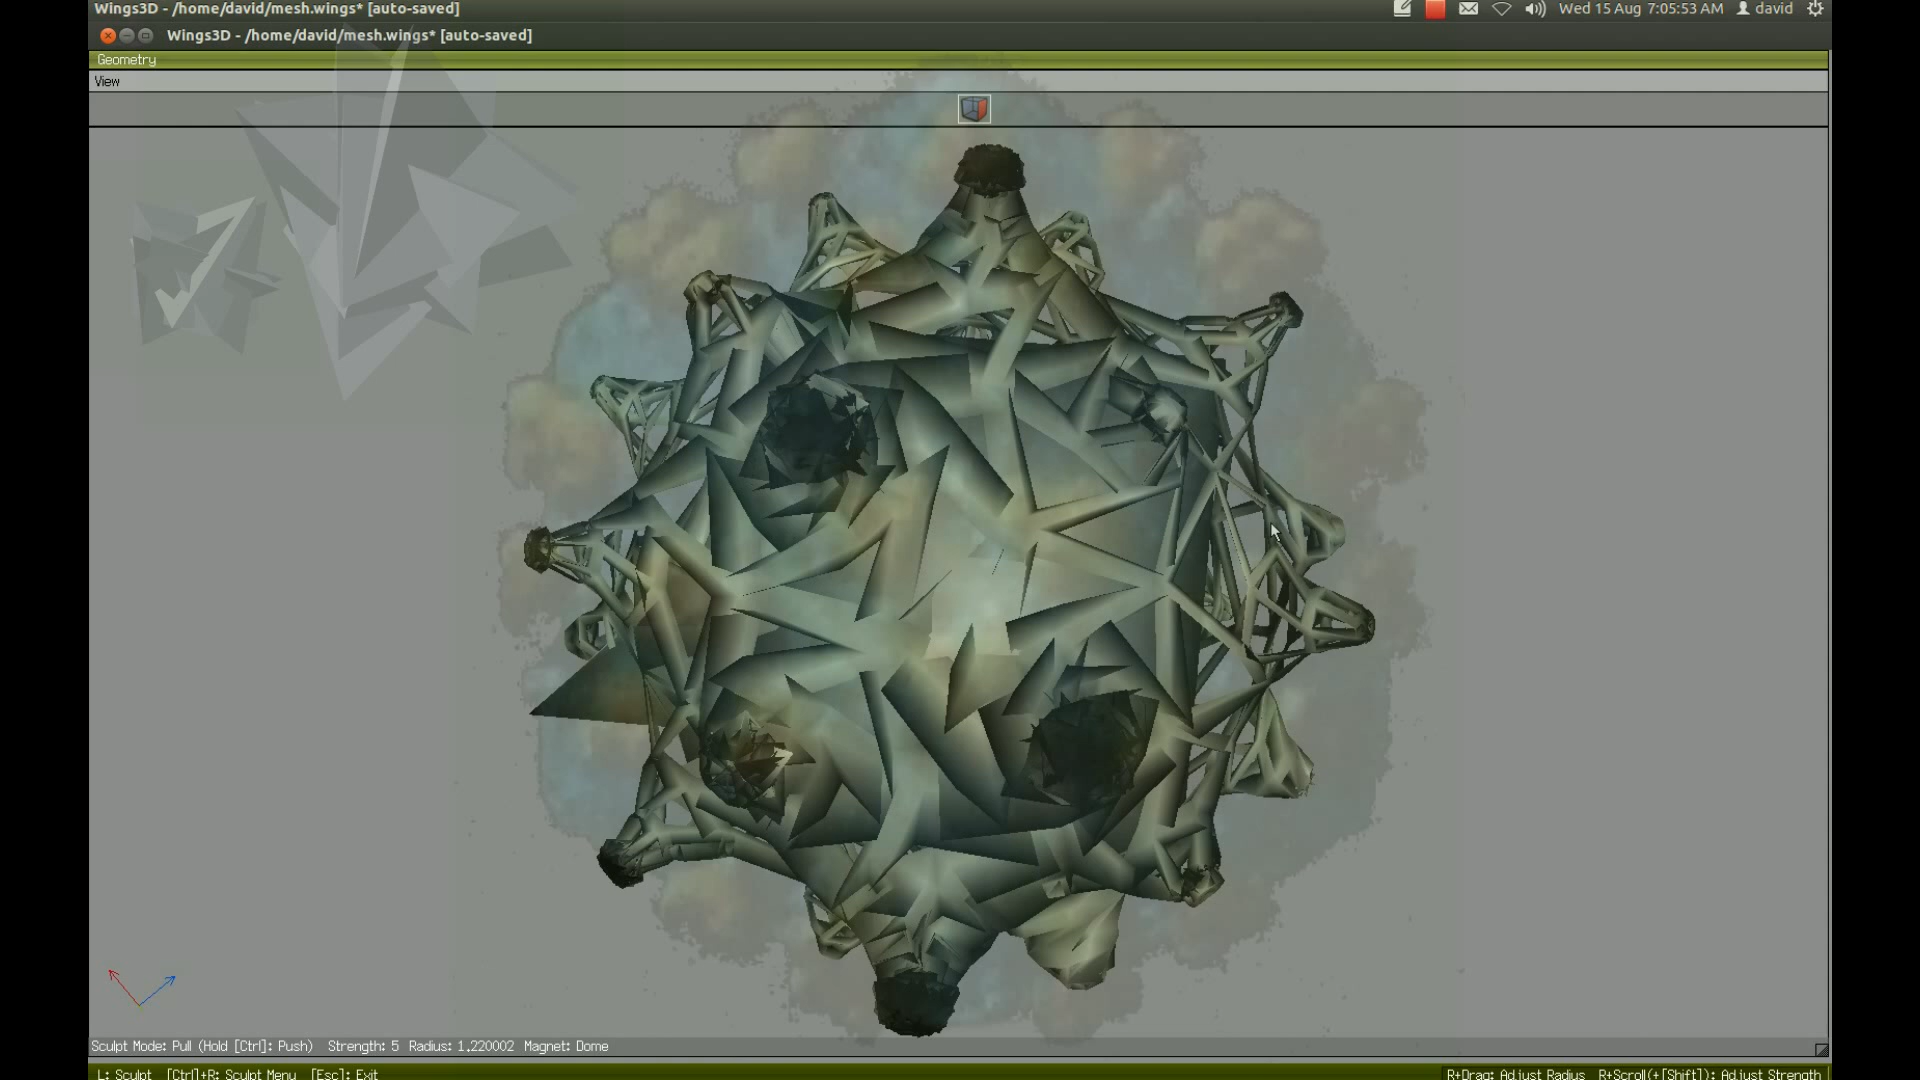 Wings3D - /home/david/mesh.wings* [auto-saved]
Wed 15 Aug 7:05:53 AM david
Wings3D - /home/david/mesh.wings* [auto-saved]
Geometry
View
Sculpt Mode: Pull (Hold [Ctrl]: Push) Strength: 5 Radius: 1.220002 Magnet: Dome
L: Sculpt [Ctrl]+R: Sculpt Menu [Esc]: Exit
R+Drag: Adjust Radius R+Scroll(+[Shift]): Adjust Strength